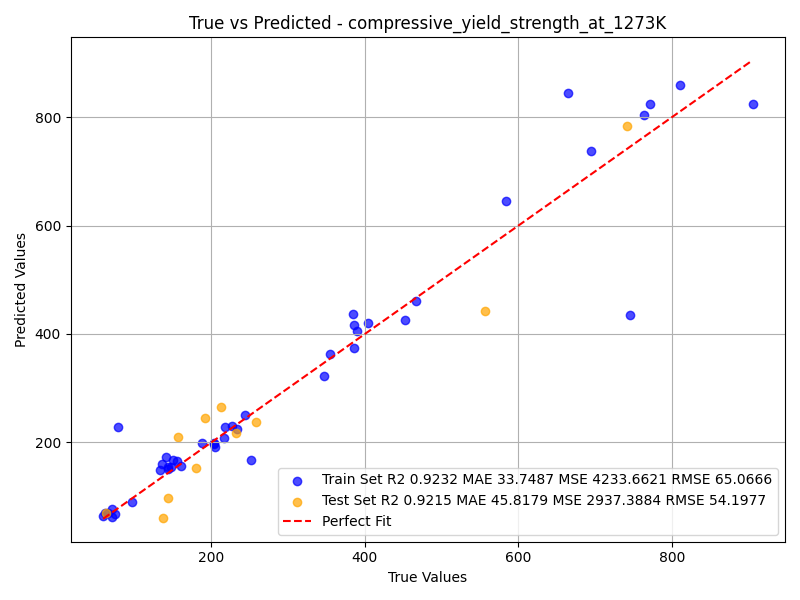 True vs Predicted - compressive_yield_strength_at_1273K
Predicted Values
800
600
400
200
Train Set R2 0.9232 MAE 33.7487 MSE 4233.6621 RMSE 65.0666
Test Set R2 0.9215 MAE 45.8179 MSE 2937.3884 RMSE 54.1977
Perfect Fit
200 400 600 800
True Values